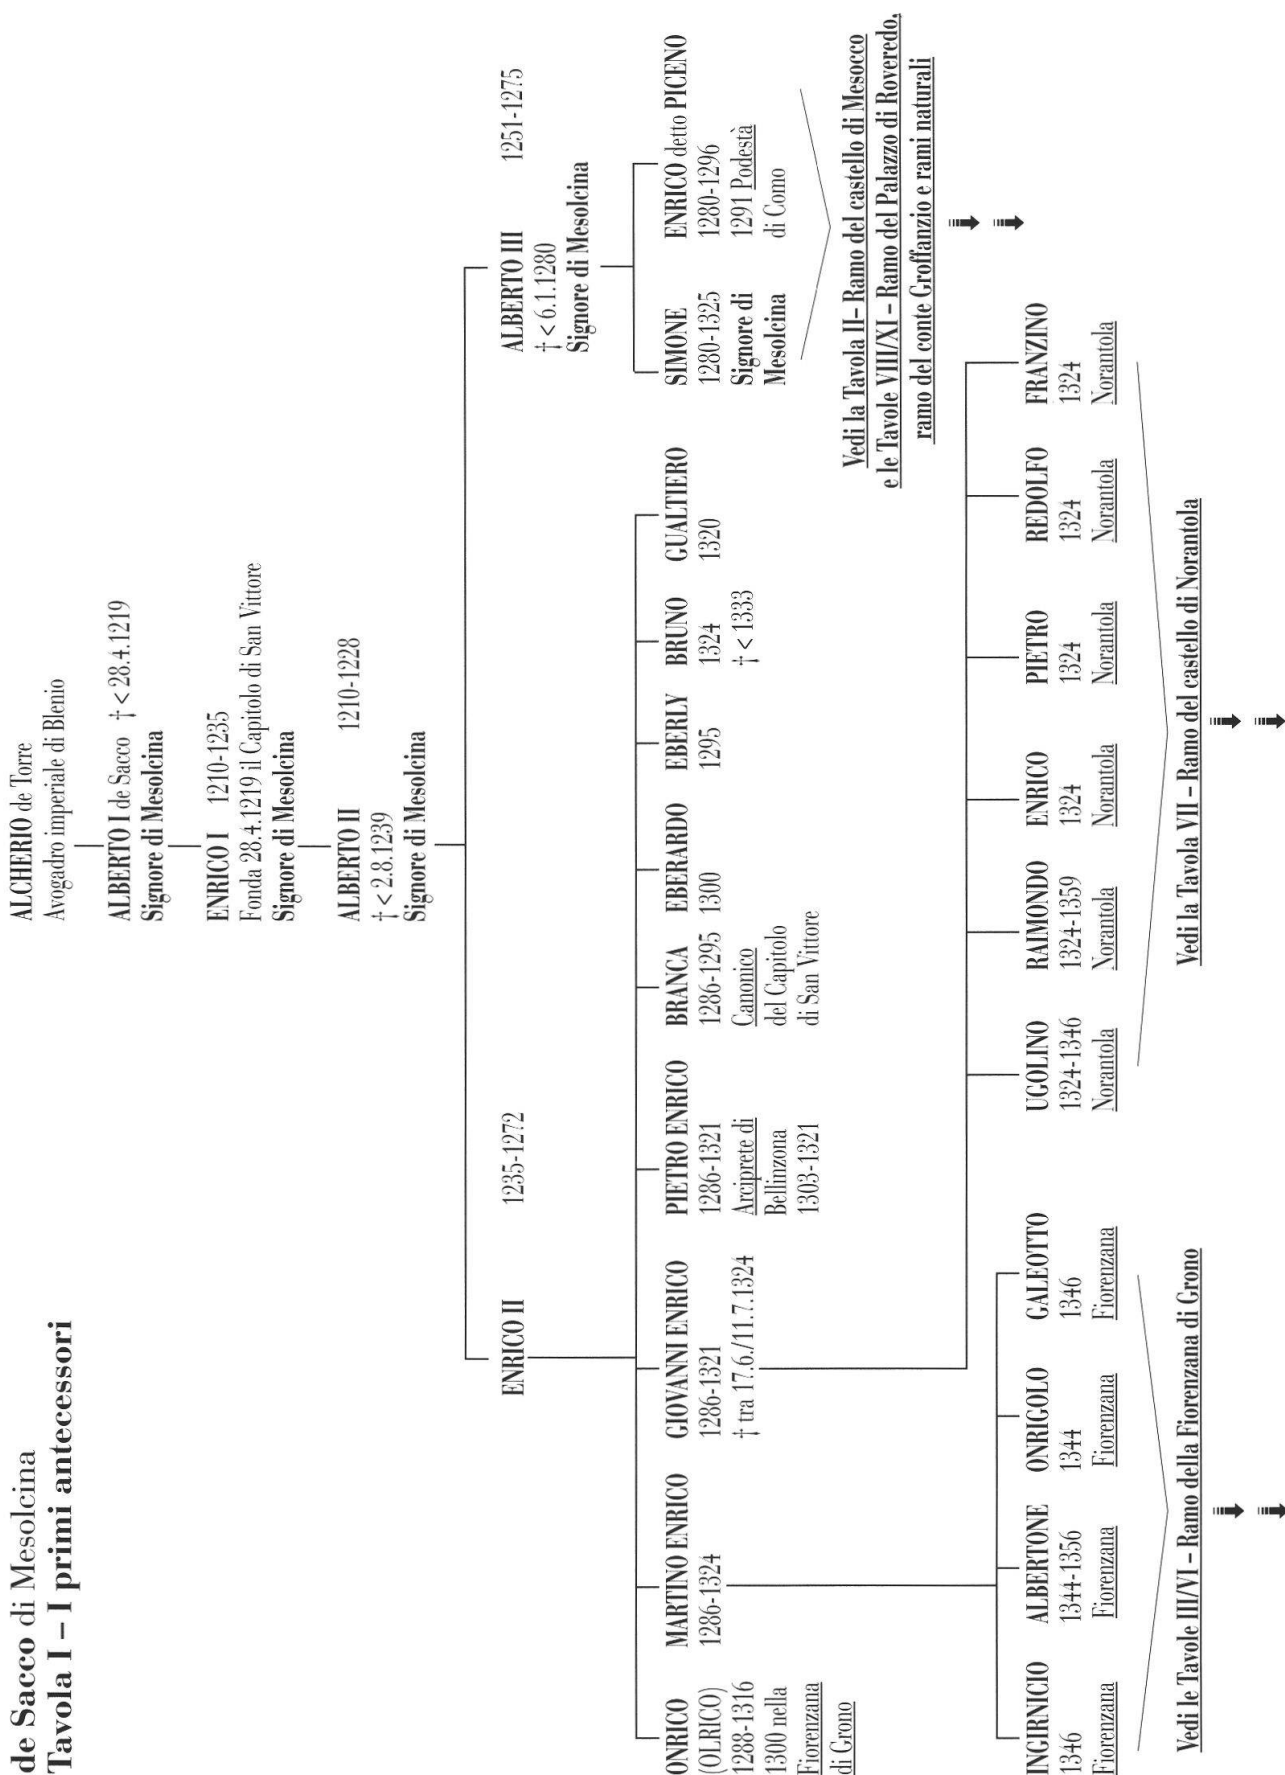 de Sacco di Mesolcina
Tavola I – I primi antecessori
ALCHERIO de Torre
Avogadro imperiale di Blenio
ALBERTO I de Sacco † < 28.4.1219
Signore di Mesolcina
ENRICO I 1210-1235
Fonda 28.4.1219 il Capitolo di San Vittore
Signore di Mesolcina
ALBERTO II 1210-1228
† < 2.8.1239
Signore di Mesolcina
ENRICO II 1235-1272
ALBERTO III 1251-1275
† < 6.1.1280
Signore di Mesolcina
ONRICO
(OLRICO)
1288-1316
1300 nella
Fiorenzana
di Grono
MARTINO ENRICO
1286-1324
GIOVANNI ENRICO
1286-1321
† tra 17.6./11.7.1324
PIETRO ENRICO
1286-1321
Arciprete di
Bellinzona
1303-1321
BRANCA
1286-1295
Canonico
del Capitolo
di San Vittore
EBERARDO
1300
EBERLY
1295
BRUNO
1324
† < 1333
GUALTIERO
1320
SIMONE
1280-1325
Signore di
Mesolcina
ENRICO detto PICENO
1280-1296
1291 Podestà
di Como
Vedi la Tavola II – Ramo del castello di Mesocco
e le Tavole VIII/XI – Ramo del Palazzo di Roveredo,
ramo del conte Groffanzio e rami naturali
INGIRNICIO
1346
Fiorenzana
ALBERTONE
1344-1356
Fiorenzana
ONRIGOLO
1344
Fiorenzana
GALEOTTO
1346
Fiorenzana
UGOLINO
1324-1346
Norantola
RAIMONDO
1324-1359
Norantola
ENRICO
1324
Norantola
PIETRO
1324
Norantola
REDOLFO
1324
Norantola
FRANZINO
1324
Norantola
Vedi le Tavole III/VI – Ramo della Fiorenzana di Grono
Vedi la Tavola VII – Ramo del castello di Norantola